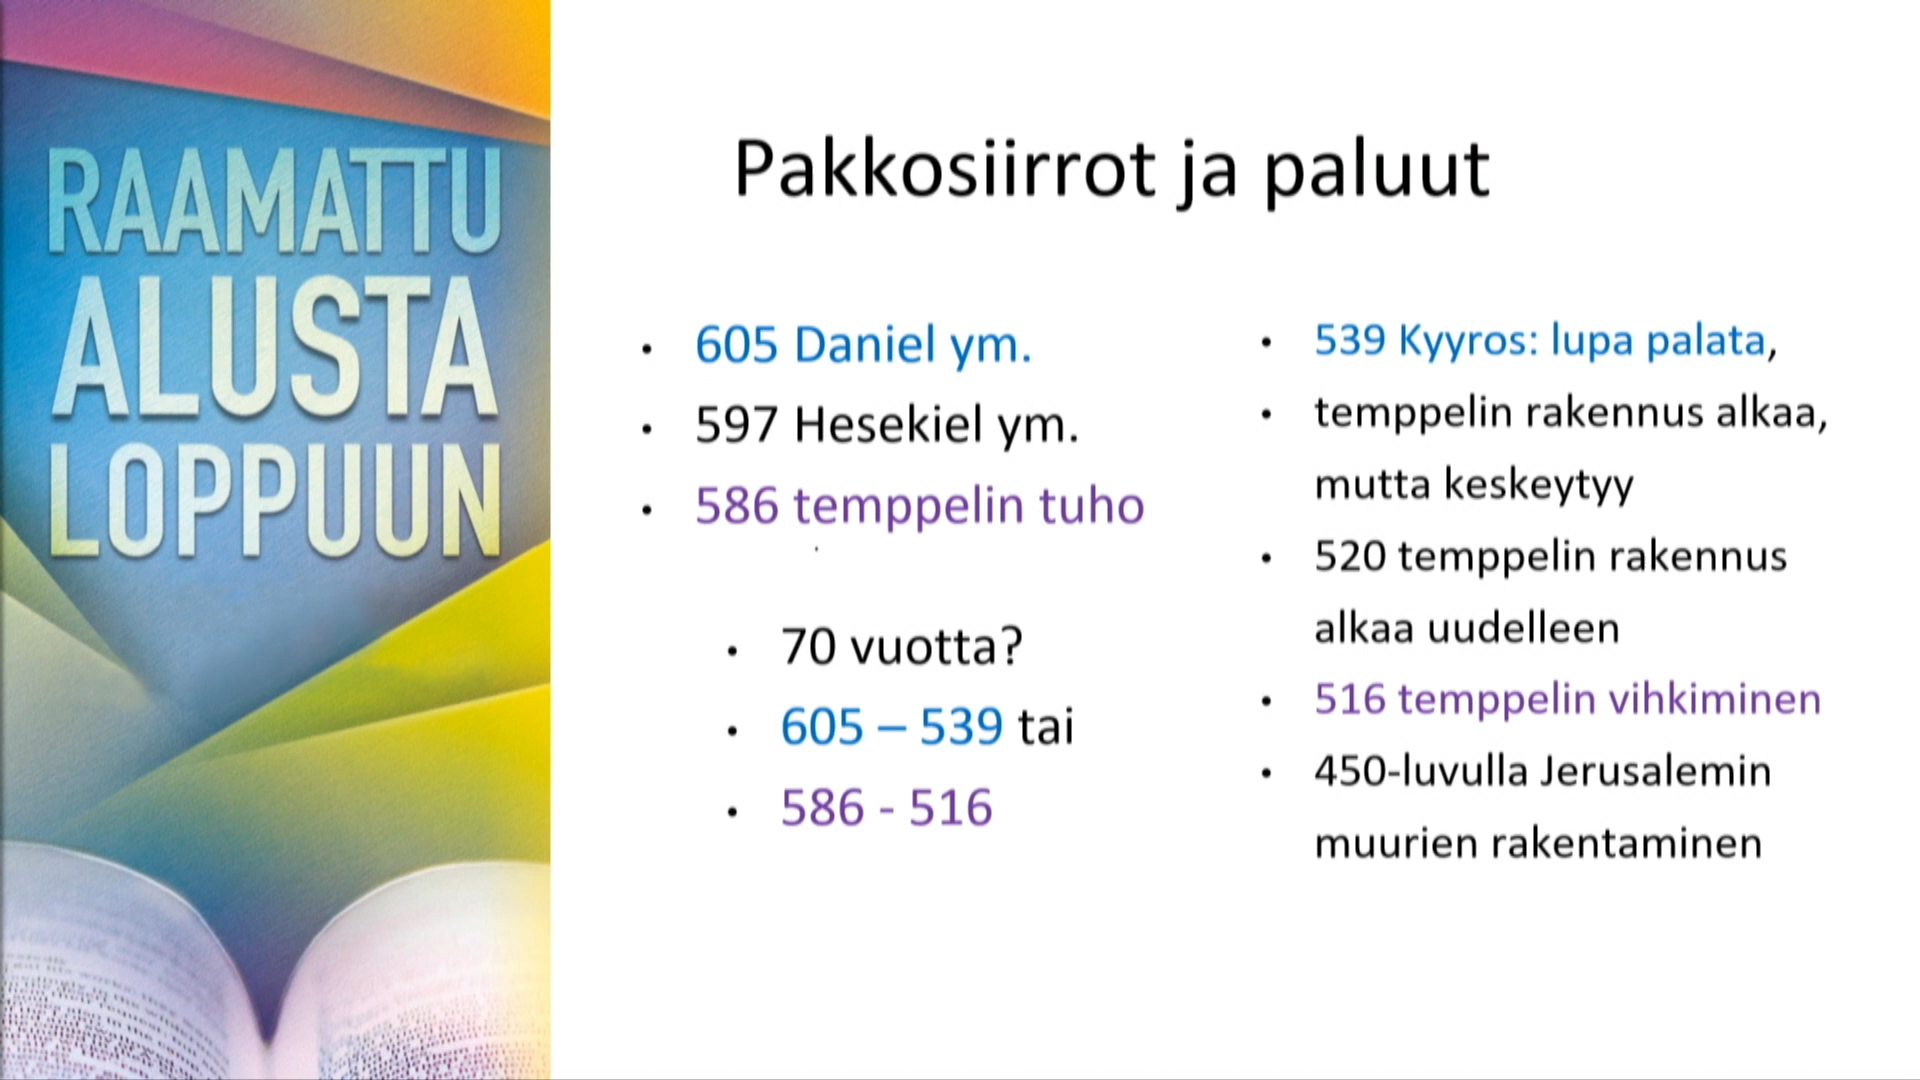 RAAMATTU
ALUSTA
LOPPUUN
Pakkosiirrot ja paluut
• 605 Daniel ym.
• 597 Hesekiel ym.
• 586 temppelin tuho
• 70 vuotta?
• 605 – 539 tai
• 586 - 516
• 539 Kyyros: lupa palata,
• temppelin rakennus alkaa,
mutta keskeytyy
• 520 temppelin rakennus
alkaa uudelleen
• 516 temppelin vihkiminen
• 450-luvulla Jerusalemin
muurien rakentaminen